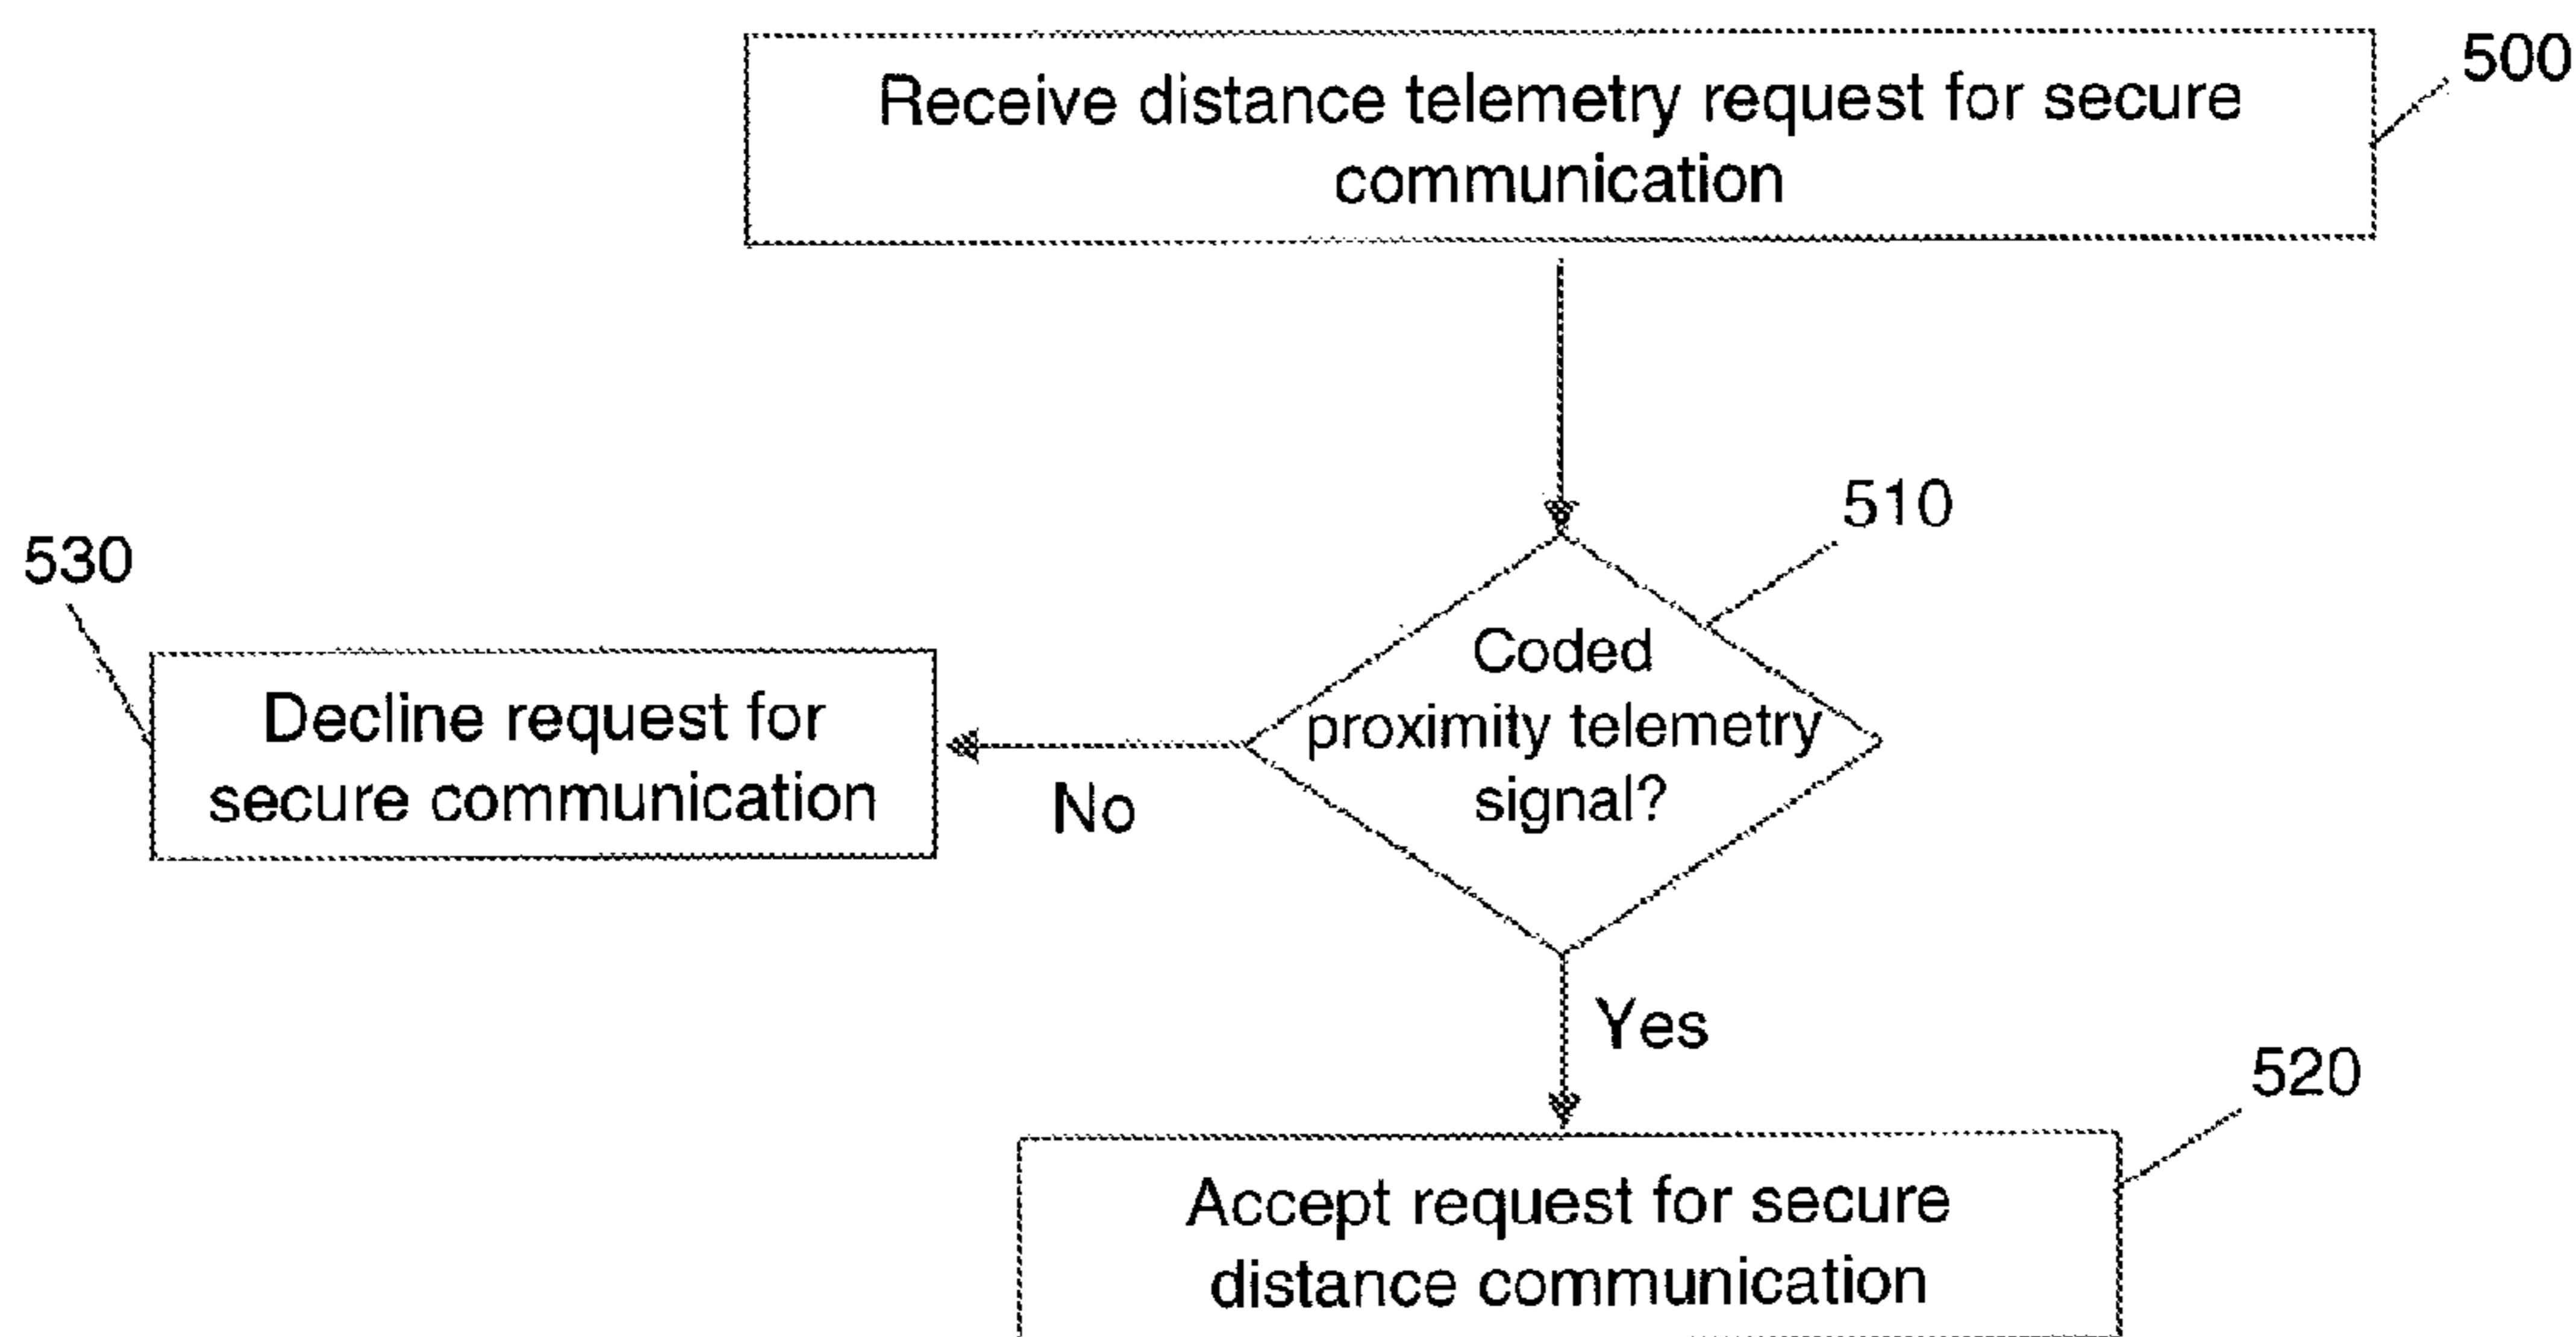 Receive distance telemetry request for secure
communication
500
510
Coded
proximity telemetry
signal?
530
Decline request for
secure communication
No
Yes
520
Accept request for secure
distance communication